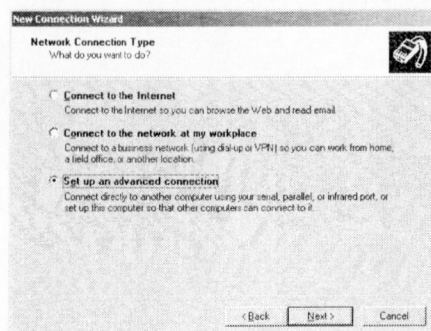 New Connection Wizard
Network Connection Type
What do you want to do?
Connect to the Internet
Connect to the Internet so you can browse the Web and read email.
Connect to the network at my workplace
Connect to a business network (using dial-up or VPN) so you can work from home,
a field office, or another location.
Set up an advanced connection
Connect directly to another computer using your serial, parallel, or infrared port, or
set up this computer so that other computers can connect to it.
< Back
Next >
Cancel